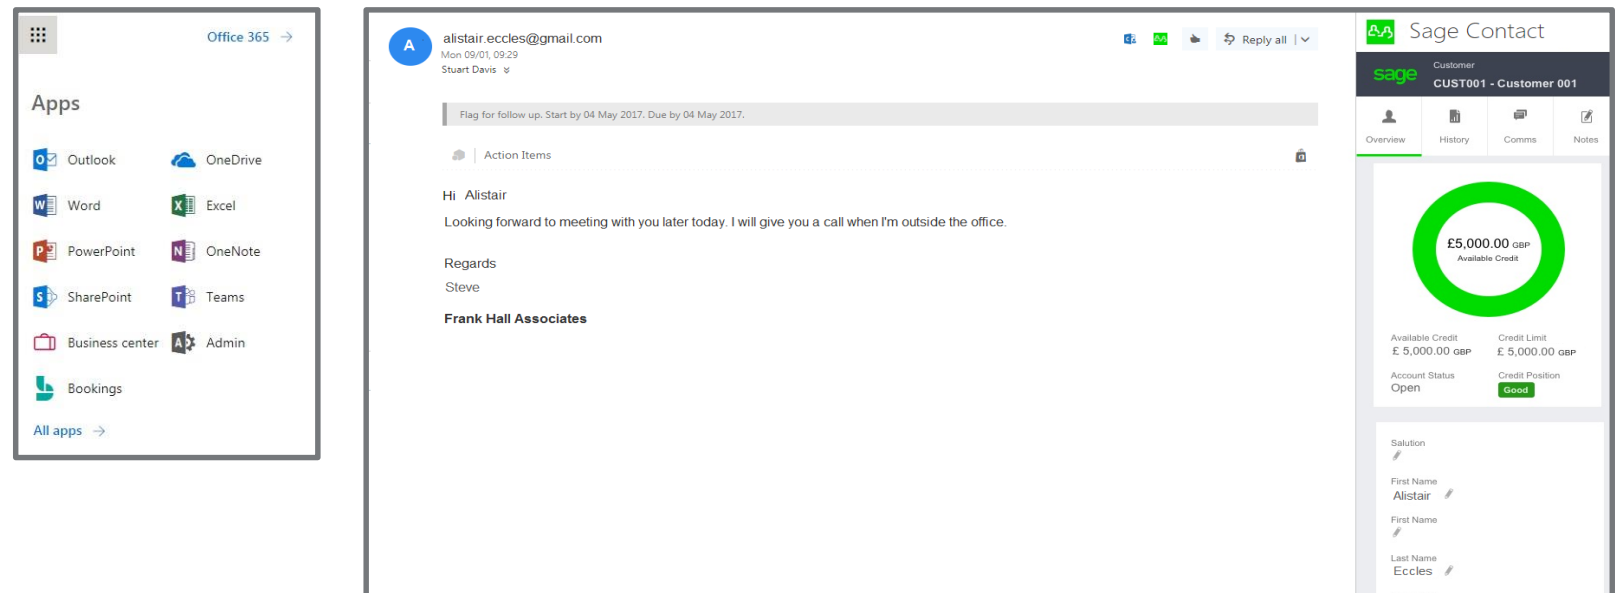 Office 365
Apps
Outlook OneDrive
Word Excel
PowerPoint OneNote
SharePoint Teams
Business center Admin
Bookings
All apps
A
alistair.eccles@gmail.com
Mon 09/01, 09:29
Stuart Davis
Reply all
Flag for follow up. Start by 04 May 2017. Due by 04 May 2017.
Action Items
Hi Alistair
Looking forward to meeting with you later today. I will give you a call when I'm outside the office.
Regards
Steve
Frank Hall Associates
Sage Contact
sage
Customer
CUST001 - Customer 001
Overview History Comms Notes
£5,000.00 GBP
Available Credit
Available Credit Credit Limit
£ 5,000.00 GBP £ 5,000.00 GBP
Account Status Credit Position
Open Good
Salution
First Name
Alistair
First Name
Last Name
Eccles